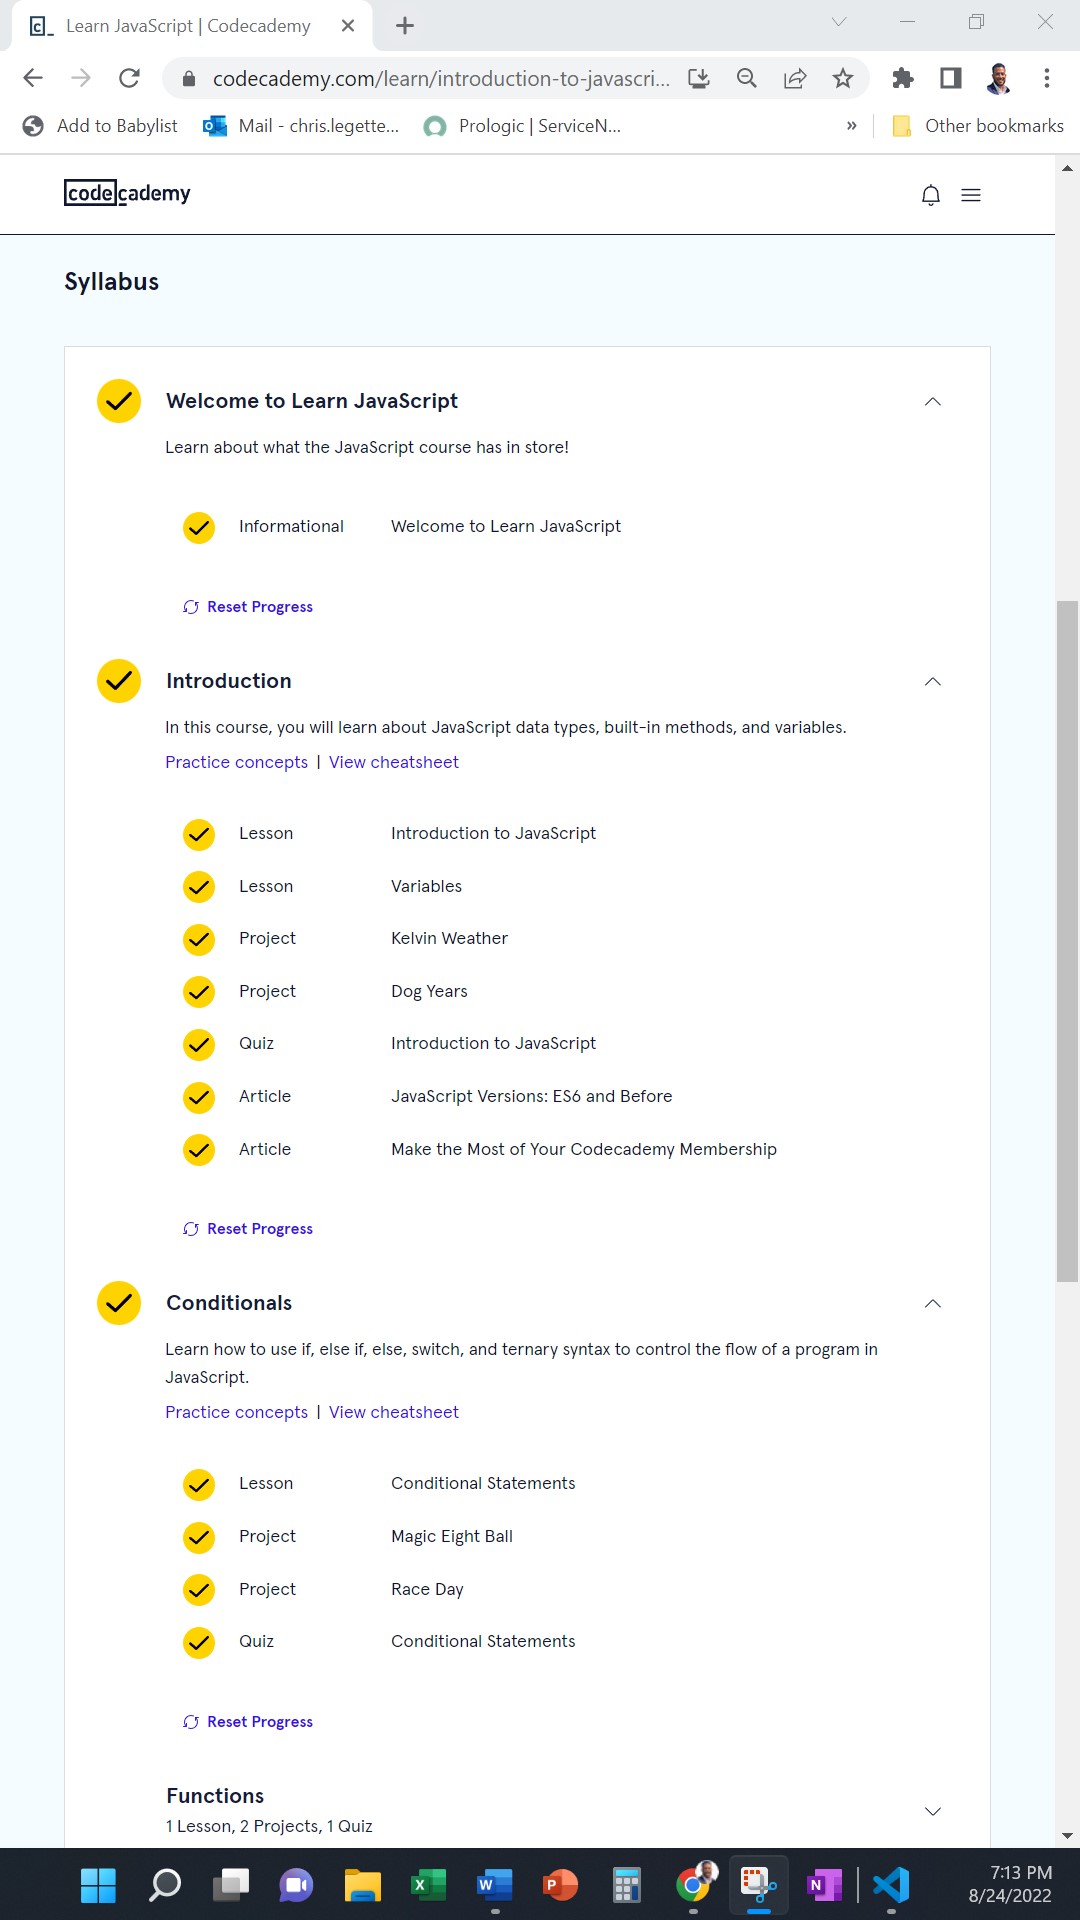 Learn JavaScript | Codecademy
codecademy.com/learn/introduction-to-javascri...
Add to Babylist
Mail - chris.legette...
Prologic | ServiceN...
»
Other bookmarks
codecademy
Syllabus
Welcome to Learn JavaScript
Learn about what the JavaScript course has in store!
Informational Welcome to Learn JavaScript
Reset Progress
Introduction
In this course, you will learn about JavaScript data types, built-in methods, and variables.
Practice concepts | View cheatsheet
Lesson Introduction to JavaScript
Lesson Variables
Project Kelvin Weather
Project Dog Years
Quiz Introduction to JavaScript
Article JavaScript Versions: ES6 and Before
Article Make the Most of Your Codecademy Membership
Reset Progress
Conditionals
Learn how to use if, else if, else, switch, and ternary syntax to control the flow of a program in
JavaScript.
Practice concepts | View cheatsheet
Lesson Conditional Statements
Project Magic Eight Ball
Project Race Day
Quiz Conditional Statements
Reset Progress
Functions
1 Lesson, 2 Projects, 1 Quiz
7:13 PM
8/24/2022